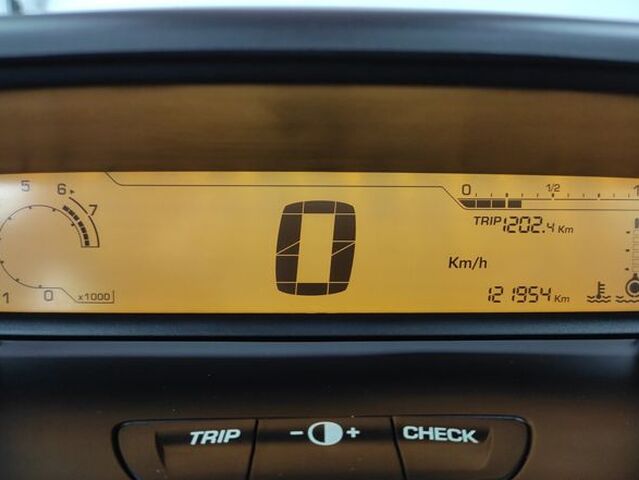 5 6 7
0 1/2 1
TRIP 1202.4 Km
0
Km/h
1 0 x1000
121954 Km
TRIP - + CHECK